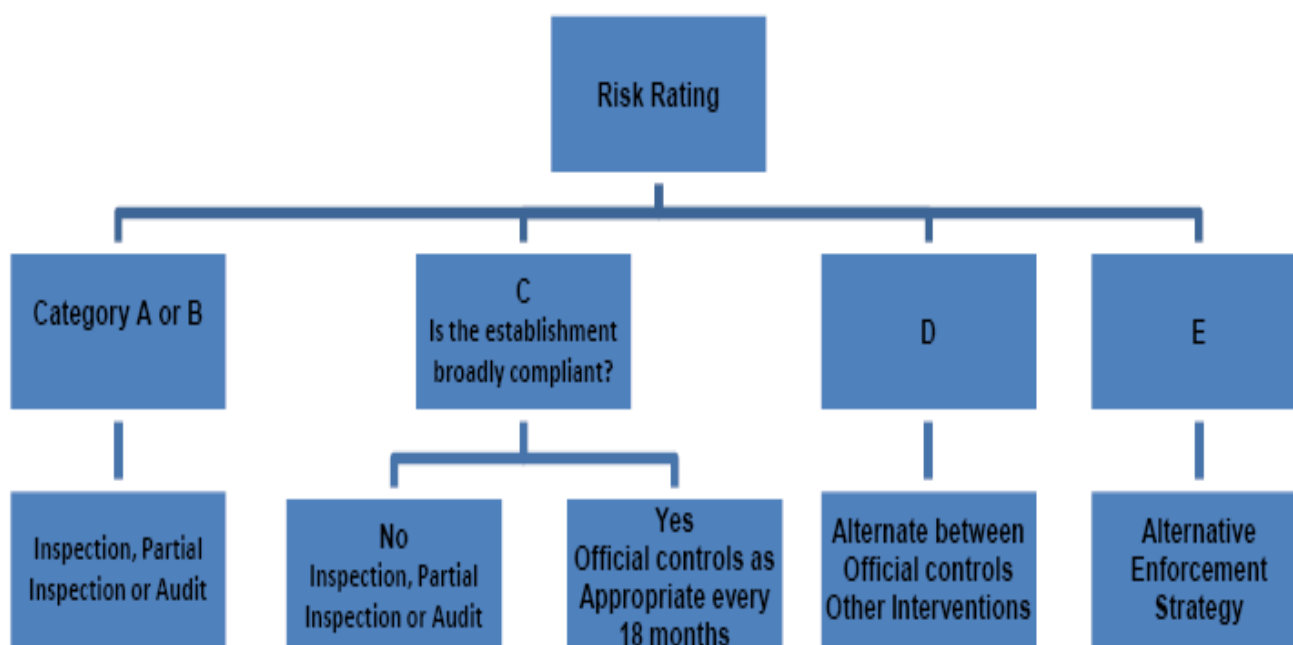 Risk Rating
Category A or B
C
Is the establishment
broadly compliant?
D
E
Inspection, Partial
Inspection or Audit
No
Inspection, Partial
Inspection or Audit
Yes
Official controls as
Appropriate every
18 months
Alternate between
Official controls
Other Interventions
Alternative
Enforcement
Strategy